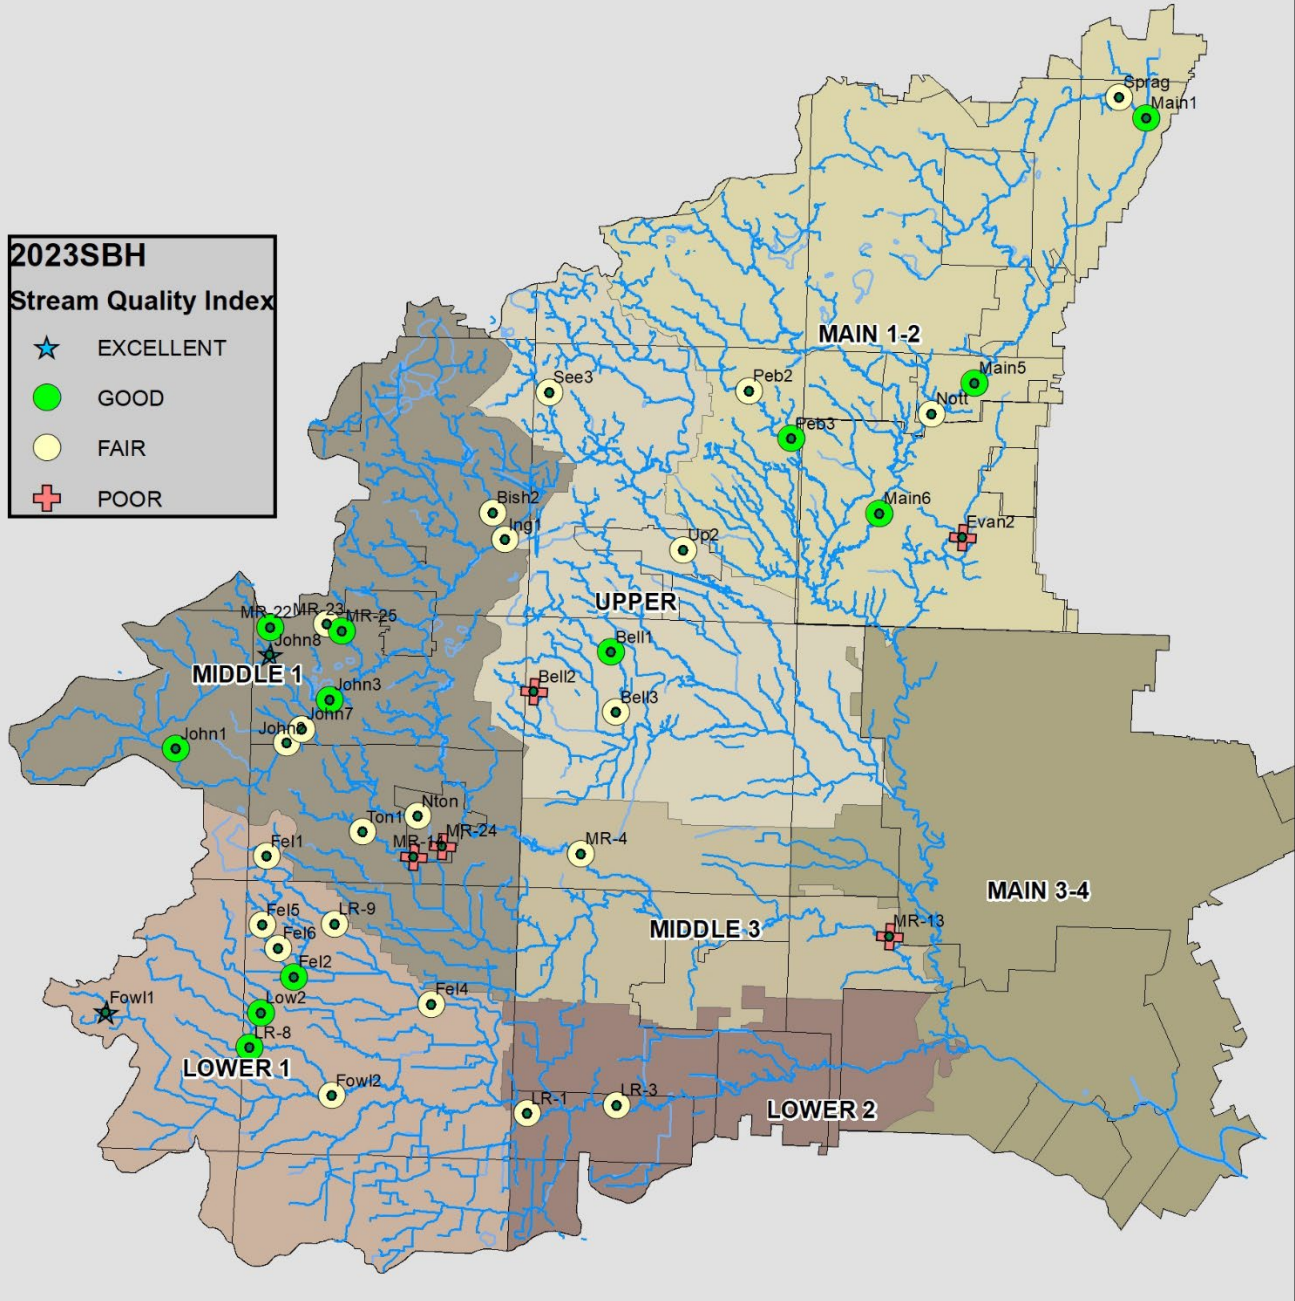 2023SBH
Stream Quality Index
EXCELLENT
GOOD
FAIR
POOR
Sprag
Main1
MAIN 1-2
Main5
Nott
See3
Peb2
Peb3
Main6
Evan2
Bish2
Ing1
Up2
UPPER
MR-22
MR-23
MR-25
John8
MIDDLE 1
Bell1
Bell2
Bell3
John3
John7
John1
Nton
Ton1
MR-24
MR-4
Fel1
MAIN 3-4
Fel5
LR-9
MIDDLE 3
MR-13
Fel6
Fel2
Fel4
Fowl1
Low2
LR-8
LOWER 1
Fowl2
LR-1
LR-3
LOWER 2